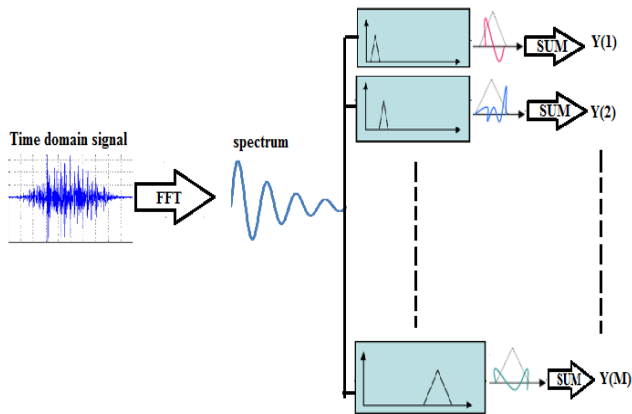 Time domain signal
FFT
spectrum
SUM
Y(1)
SUM
Y(2)
SUM
Y(M)